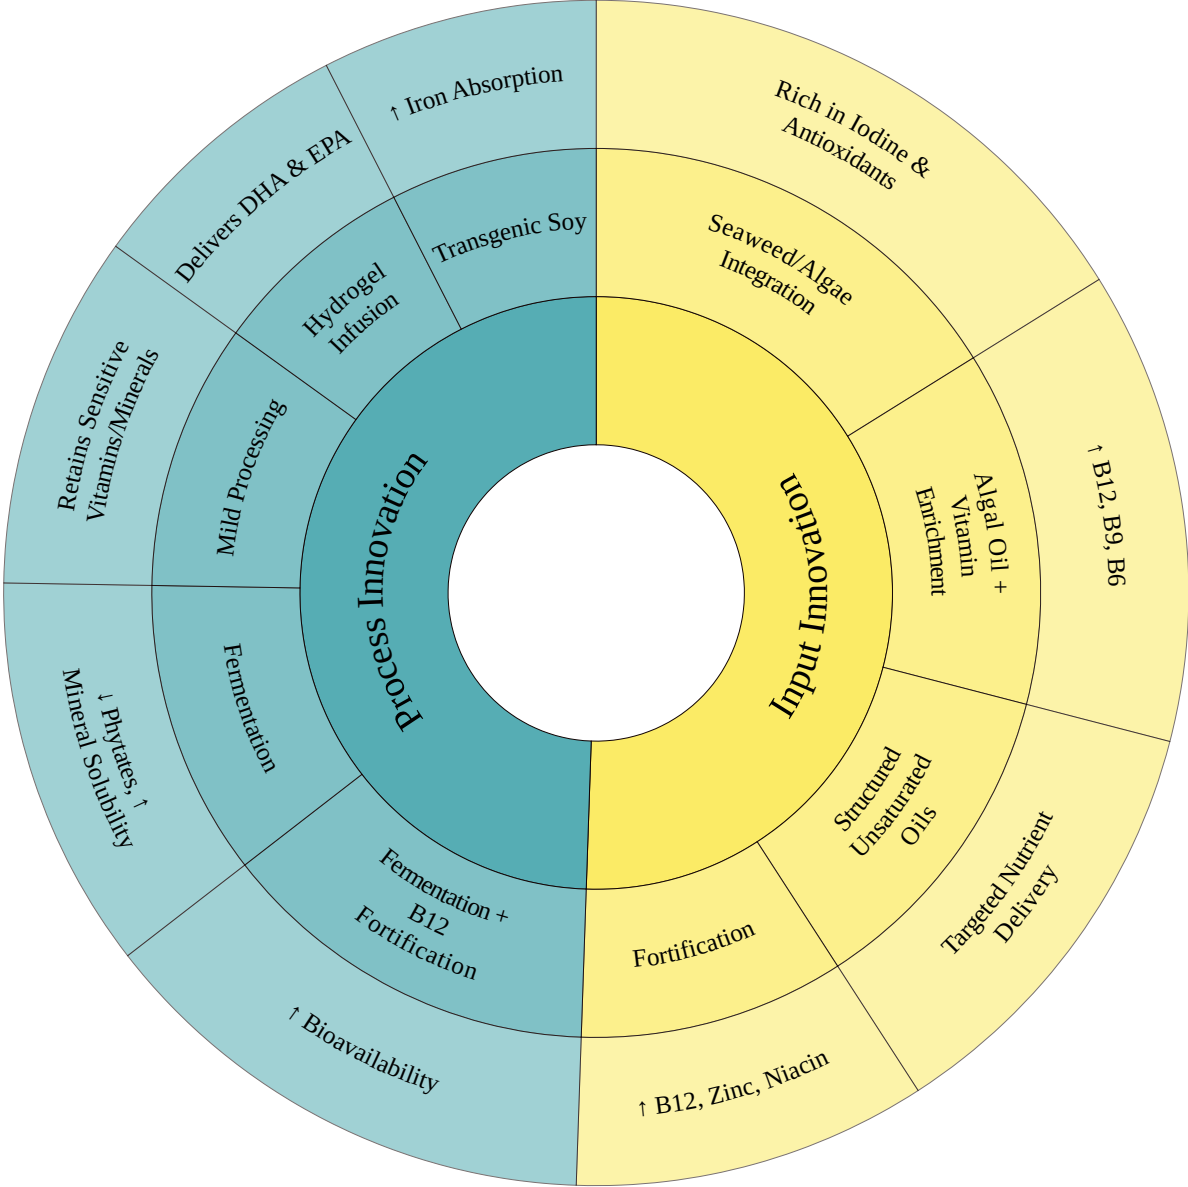 Input Innovation
Seaweed/Algae
Integration
Rich in Iodine &
Antioxidants
Algal Oil +
Vitamin
Enrichment
↑ B12, B9, B6
Structured
Unsaturated
Oils
Targeted Nutrient
Delivery
Fortification
↑ B12, Zinc, Niacin
Process Innovation
Fermentation +
B12
Fortification
↑ Bioavailability
Fermentation
↓ Phytates, ↑
Mineral Solubility
Mild Processing
Retains Sensitive
Vitamins/Minerals
Hydrogel
Infusion
Delivers DHA & EPA
Transgenic Soy
↑ Iron Absorption